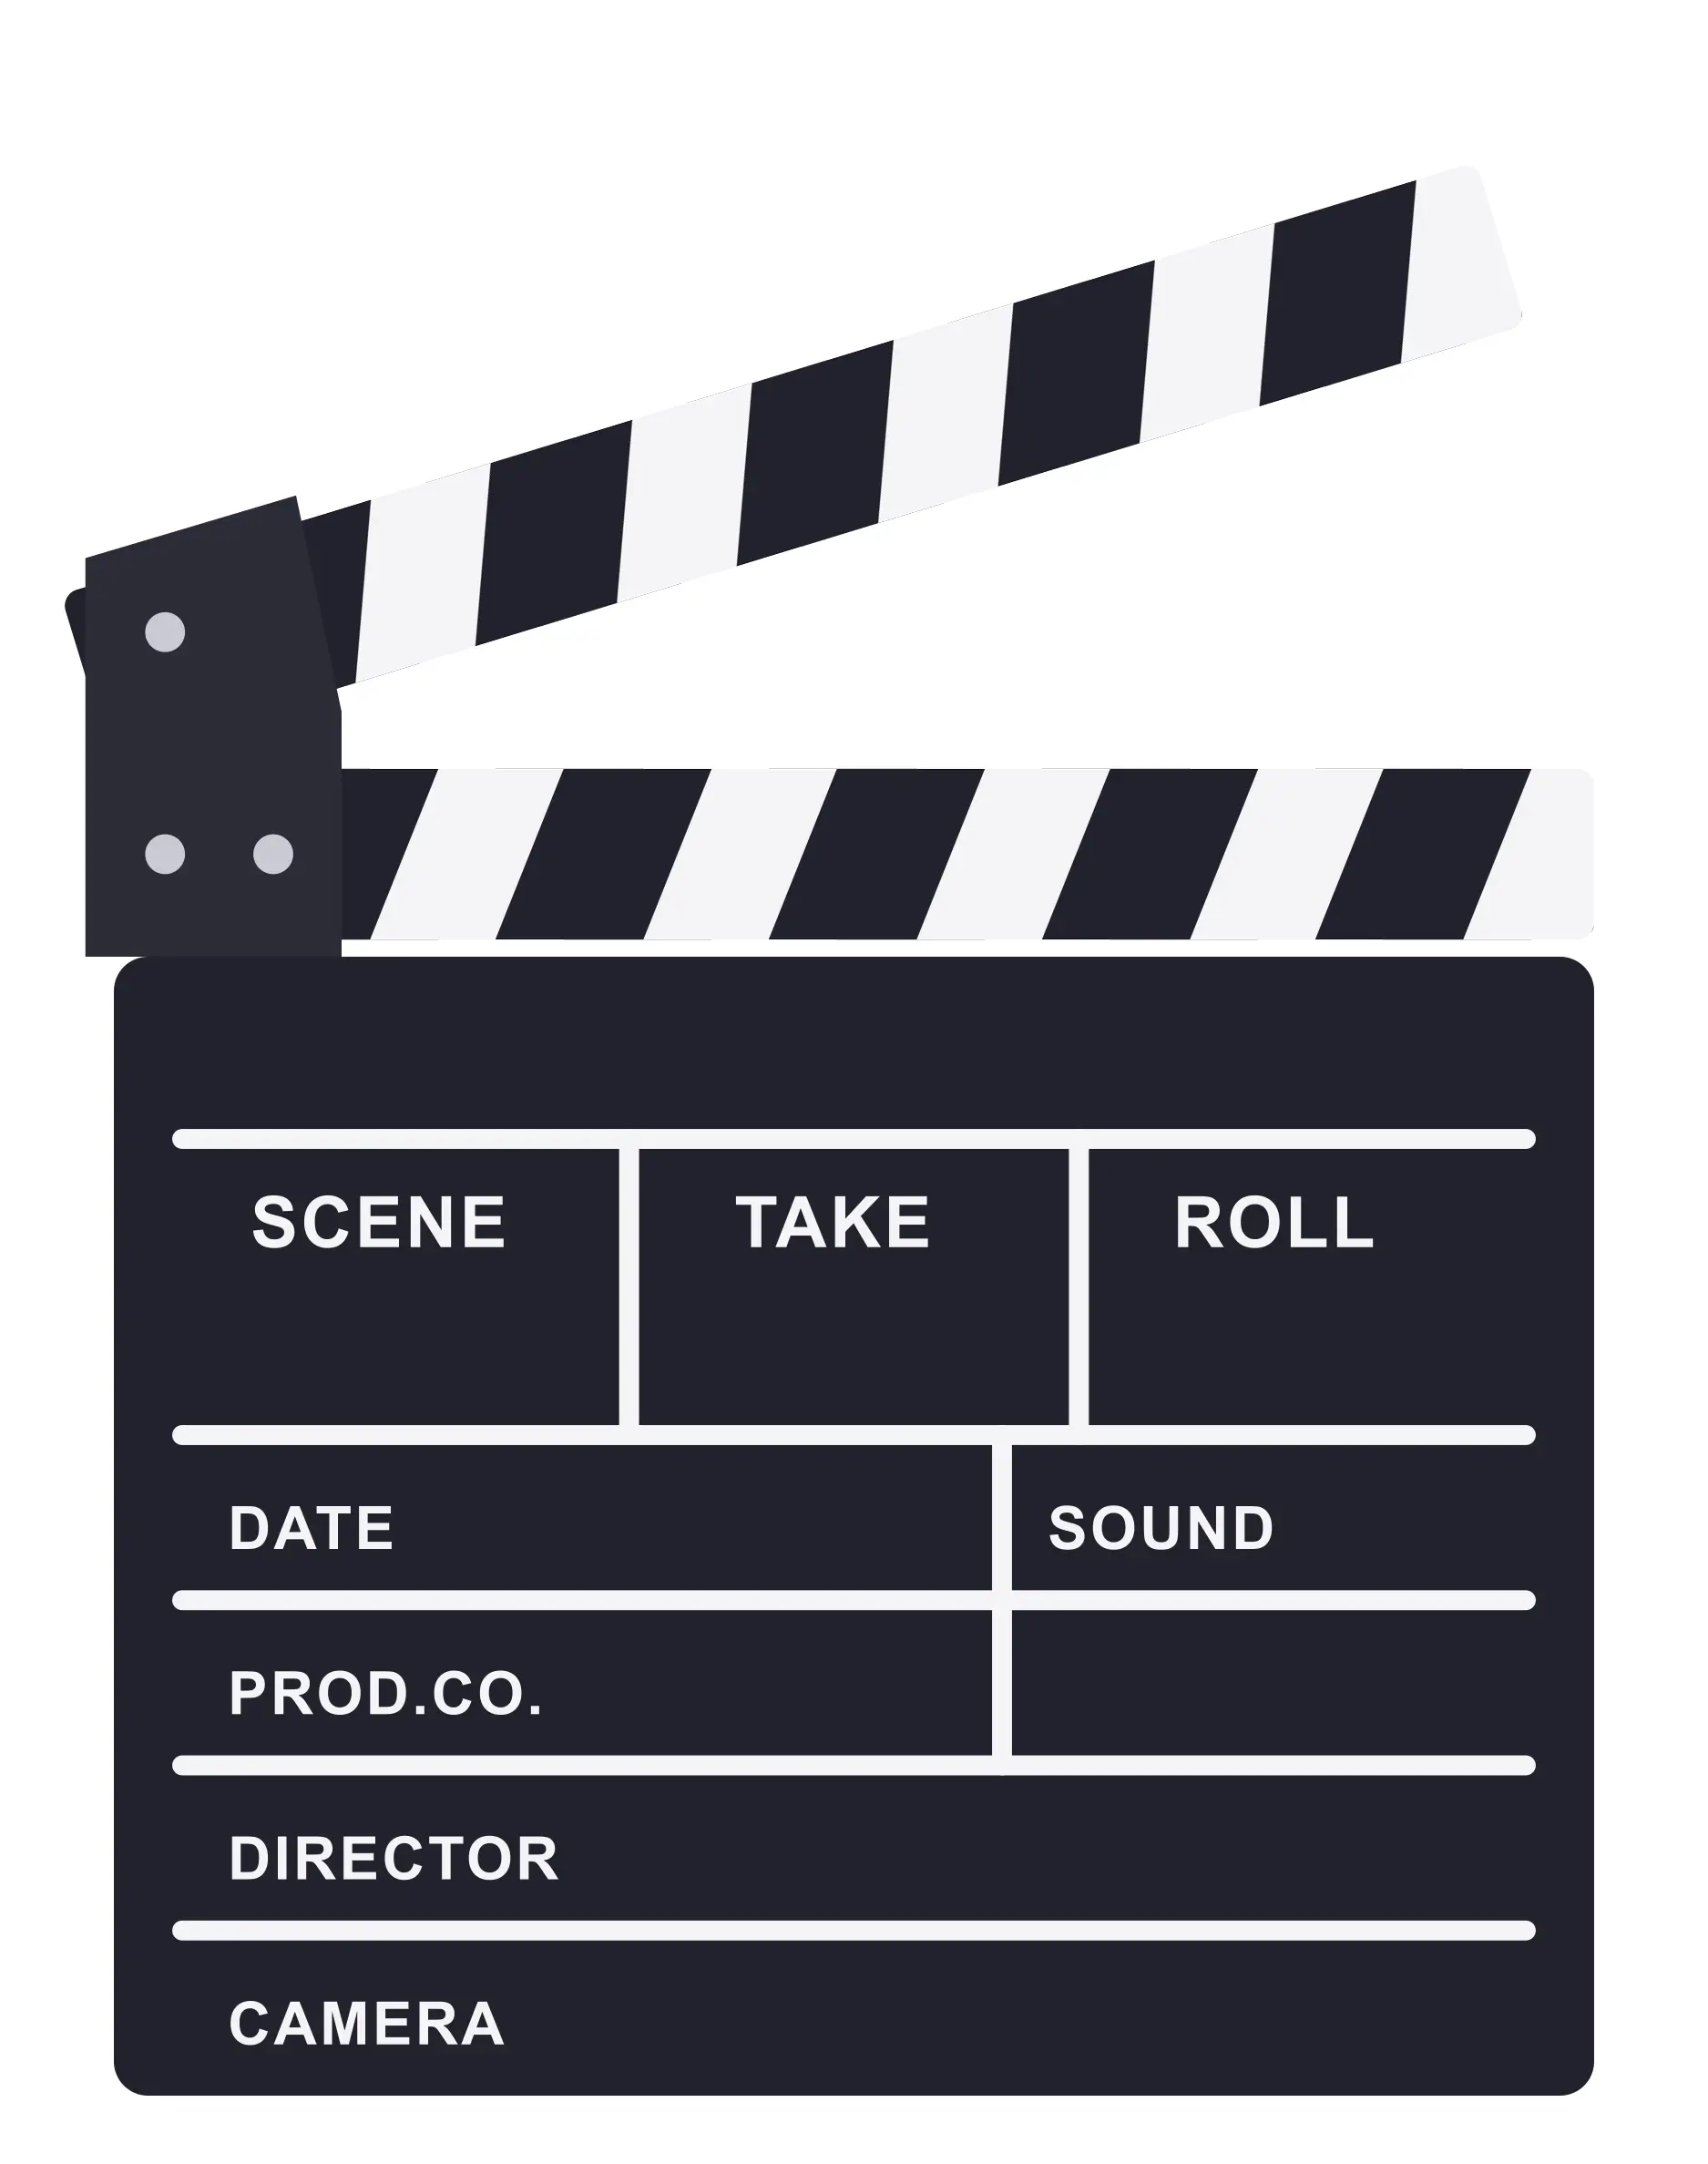 SCENE TAKE ROLL
DATE SOUND
PROD.CO.
DIRECTOR
CAMERA